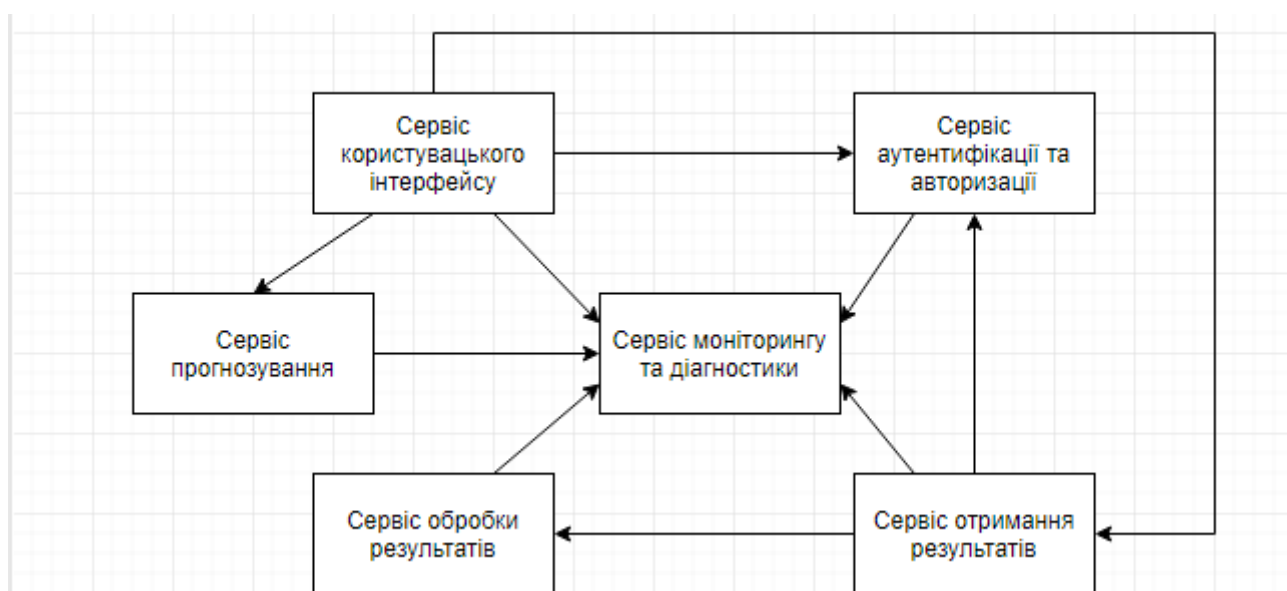 Сервіс
користувацького
інтерфейсу
Сервіс
аутентифікації та
авторизації
Сервіс
прогнозування
Сервіс моніторингу
та діагностики
Сервіс обробки
результатів
Сервіс отримання
результатів